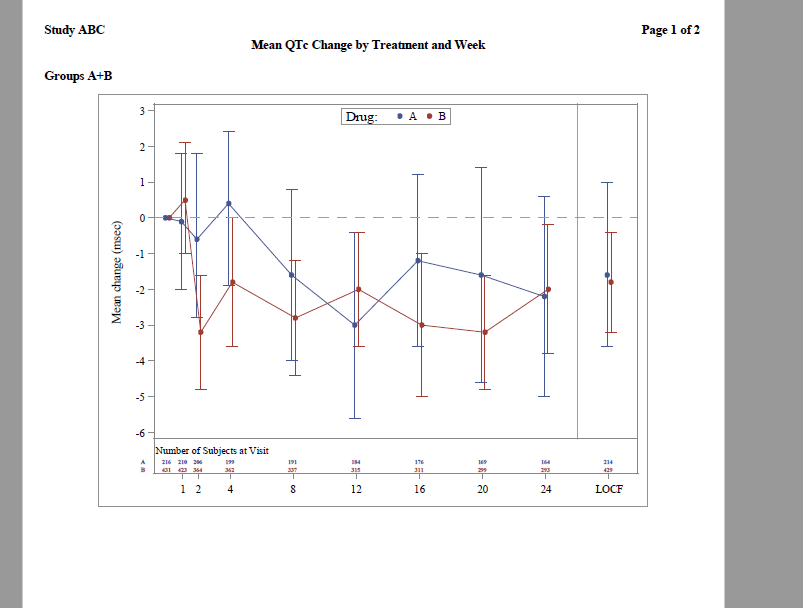 Study ABC Page 1 of 2
Mean QTc Change by Treatment and Week
Groups A+B
Drug: A B
3
2
1
0
-1
-2
-3
-4
-5
-6
Mean change (msec)
Number of Subjects at Visit
A 216 210 206 199 191 184 176 169 164 214
B 431 423 364 362 337 315 311 299 293 429
1 2 4 8 12 16 20 24 LOCF